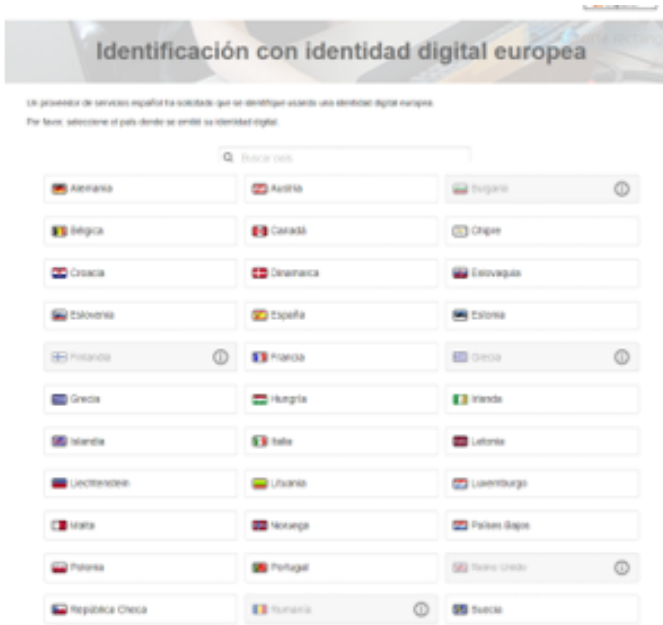 Identificación con identidad digital europea
Un proveedor de servicios español ha solicitado que se identifique usando una identidad digital europea.
Por favor, seleccione el país donde se emitió su identidad digital.
Buscar país
Alemania Austria Bulgaria
Bélgica Canadá Chipre
Croacia Dinamarca Eslovaquia
Eslovenia España Estonia
Finlandia Francia Grecia
Grecia Hungría Irlanda
Islandia Italia Letonia
Liechtenstein Lituania Luxemburgo
Malta Noruega Países Bajos
Polonia Portugal Reino Unido
República Checa Rumanía Suecia